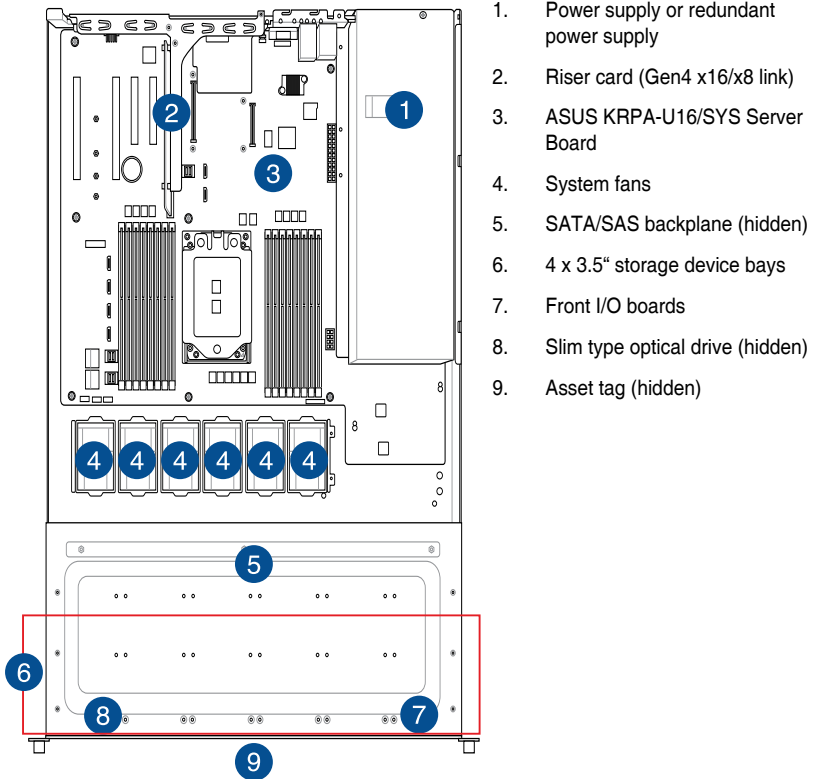 1. Power supply or redundant
power supply
2. Riser card (Gen4 x16/x8 link)
3. ASUS KRPA-U16/SYS Server
Board
4. System fans
5. SATA/SAS backplane (hidden)
6. 4 x 3.5“ storage device bays
7. Front I/O boards
8. Slim type optical drive (hidden)
9. Asset tag (hidden)
1
2
3
4 4 4 4 4 4
5
6
8 7
9